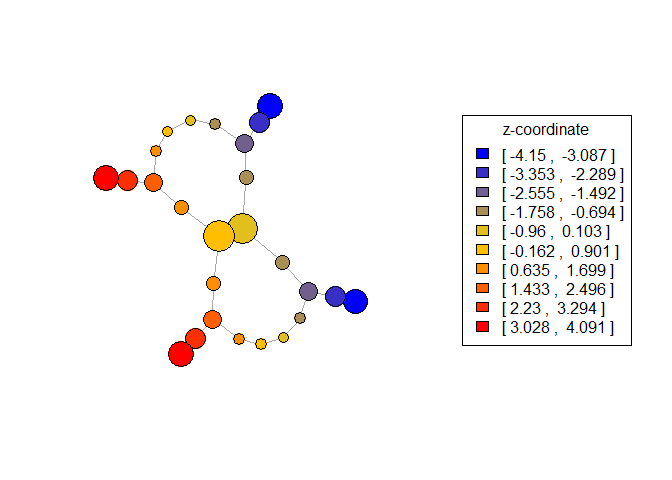 z-coordinate
[ -4.15 ,  -3.087 ]
[ -3.353 ,  -2.289 ]
[ -2.555 ,  -1.492 ]
[ -1.758 ,  -0.694 ]
[ -0.96 ,  0.103 ]
[ -0.162 ,  0.901 ]
[ 0.635 ,  1.699 ]
[ 1.433 ,  2.496 ]
[ 2.23 ,  3.294 ]
[ 3.028 ,  4.091 ]